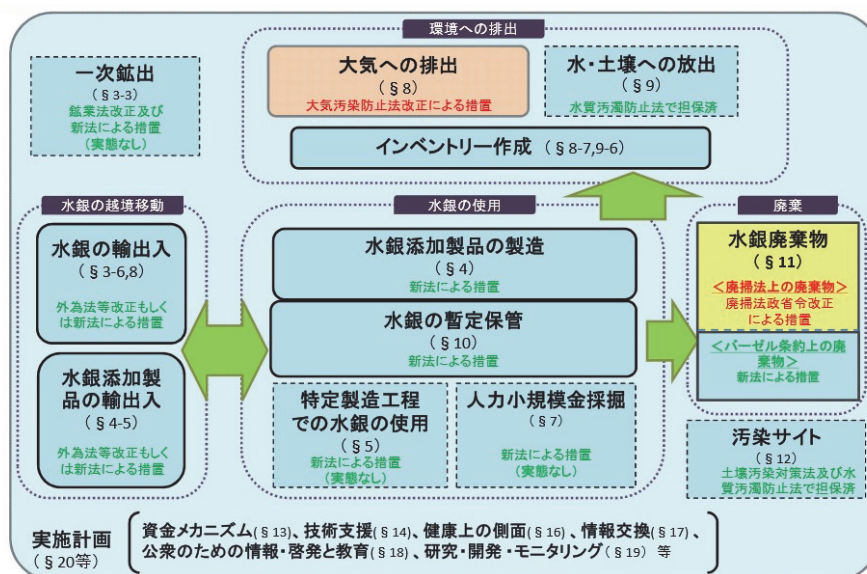 環境への排出
一次鉱出
(§3-3)
鉱業法改正及び
新法による措置
(実態なし)
大気への排出
(§8)
大気汚染防止法改正による措置
水・土壌への放出
(§9)
水質汚濁防止法で担保済
インベントリー作成 (§8-7,9-6)
水銀の越境移動
水銀の輸出入
(§3-6,8)
外為法等改正もしく
は新法による措置
水銀添加製
品の輸出入
(§4-5)
外為法等改正もしく
は新法による措置
水銀の使用
水銀添加製品の製造
(§4)
新法による措置
水銀の暫定保管
(§10)
新法による措置
特定製造工程
での水銀の使用
(§5)
新法による措置
(実態なし)
人力小規模金採掘
(§7)
新法による措置
(実態なし)
廃棄
水銀廃棄物
(§11)
<廃掃法上の廃棄物>
廃掃法政省令改正
による措置
<バーゼル条約上の廃
棄物>
新法による措置
汚染サイト
(§12)
土壌汚染対策法及び水
質汚濁防止法で担保済
実施計画
(§20等)
資金メカニズム(§13)、技術支援(§14)、健康上の側面(§16)、情報交換(§17)、
公衆のための情報・啓発と教育(§18)、研究・開発・モニタリング(§19) 等